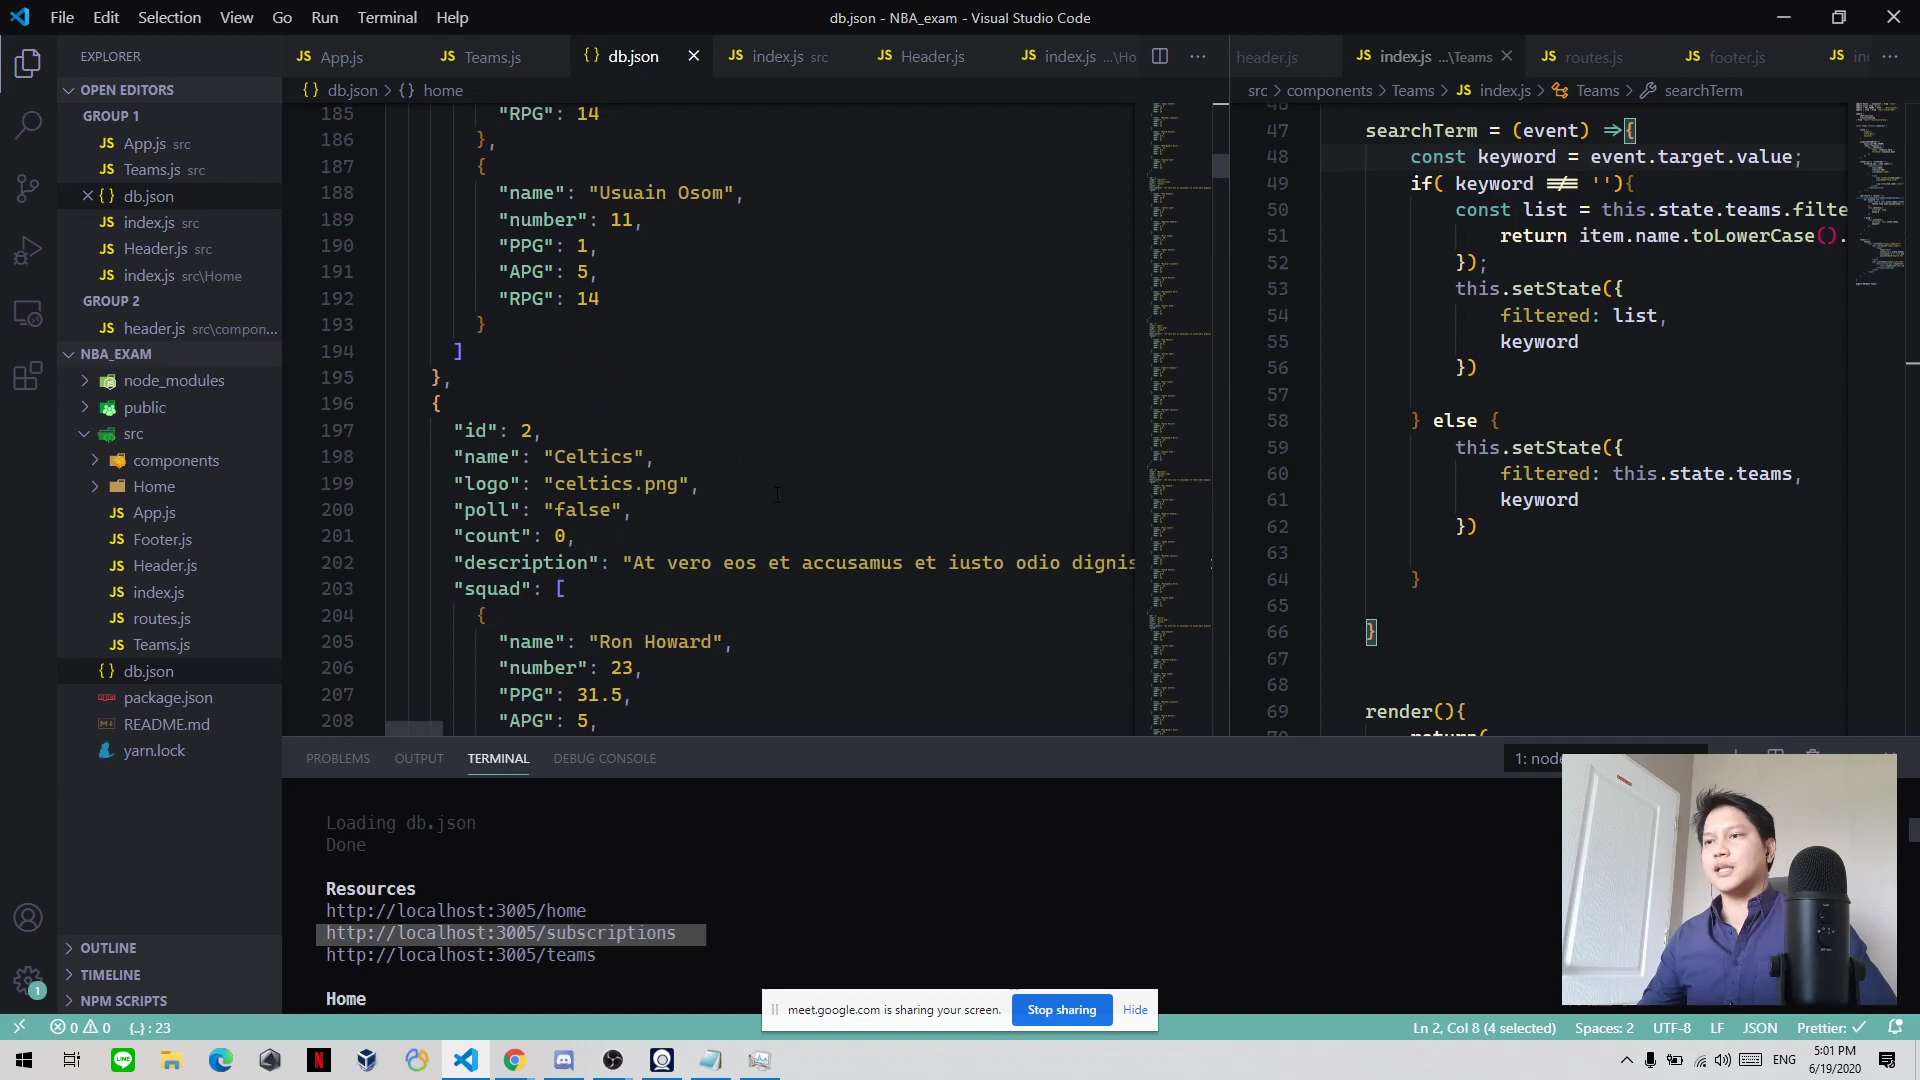 File Edit Selection View Go Run Terminal Help
db.json - NBA_exam - Visual Studio Code
EXPLORER
OPEN EDITORS
GROUP 1
App.js src
Teams.js src
db.json
index.js src
Header.js src
index.js src\Home
GROUP 2
header.js src\compon...
NBA_EXAM
node_modules
public
src
components
Home
App.js
Footer.js
Header.js
index.js
routes.js
Teams.js
db.json
package.json
README.md
yarn.lock
OUTLINE
TIMELINE
NPM SCRIPTS
App.js Teams.js db.json index.js src Header.js index.js ...\Ho
db.json > {} home
185 "RPG": 14
186 },
187 {
188 "name": "Usuain Osom",
189 "number": 11,
190 "PPG": 1,
191 "APG": 5,
192 "RPG": 14
193 }
194 ]
195 },
196 {
197 "id": 2,
198 "name": "Celtics",
199 "logo": "celtics.png",
200 "poll": "false",
201 "count": 0,
202 "description": "At vero eos et accusamus et iusto odio dignis
203 "squad": [
204 {
205 "name": "Ron Howard",
206 "number": 23,
207 "PPG": 31.5,
208 "APG": 5,
header.js index.js ...\Teams routes.js footer.js
src > components > Teams > index.js > Teams > searchTerm
47 searchTerm = (event) =>{
48 const keyword = event.target.value;
49 if( keyword !== ''){
50 const list = this.state.teams.filte
51 return item.name.toLowerCase().
52 });
53 this.setState({
54 filtered: list,
55 keyword
56 })
57
58 } else {
59 this.setState({
60 filtered: this.state.teams,
61 keyword
62 })
63
64 }
65
66 }
67
68
69 render(){
70 return(
PROBLEMS OUTPUT TERMINAL DEBUG CONSOLE
1: node
Loading db.json
Done
Resources
http://localhost:3005/home
http://localhost:3005/subscriptions
http://localhost:3005/teams
Home
meet.google.com is sharing your screen. Stop sharing Hide
0 0 {..} : 23
Ln 2, Col 8 (4 selected) Spaces: 2 UTF-8 LF JSON Prettier: ✓
ENG
5:01 PM
6/19/2020